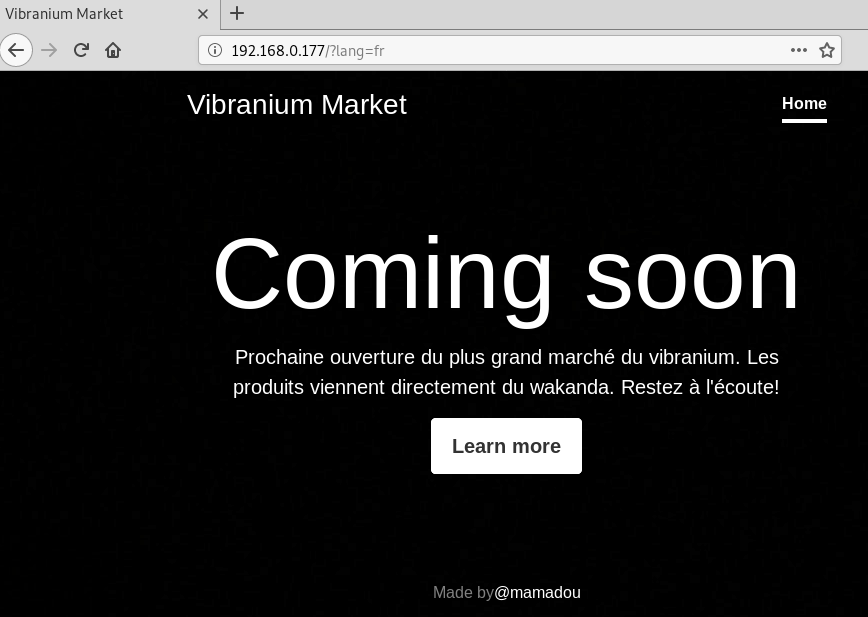 Vibranium Market
192.168.0.177/?lang=fr
Vibranium Market
Home
Coming soon
Prochaine ouverture du plus grand marché du vibranium. Les
produits viennent directement du wakanda. Restez à l'écoute!
Learn more
Made by@mamadou